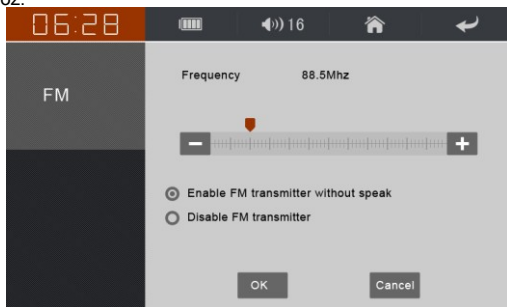 06:28 16
FM
Frequency 88.5Mhz
− +
Enable FM transmitter without speak
Disable FM transmitter
OK Cancel